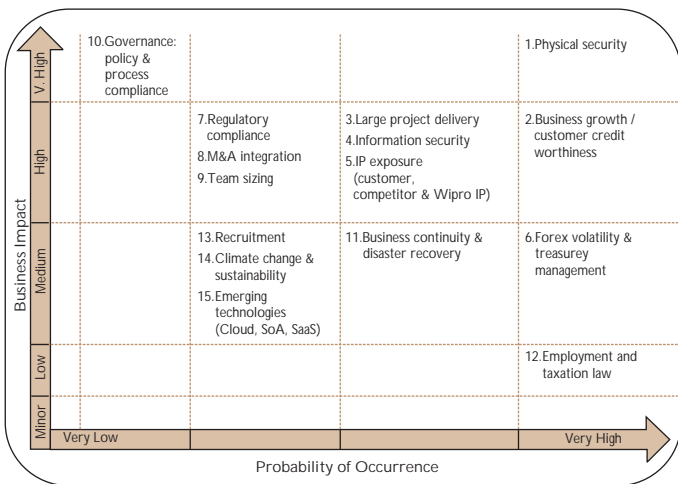 10.Governance:
policy &
process
compliance
1.Physical security
7.Regulatory
compliance
8.M&A integration
9.Team sizing
3.Large project delivery
4.Information security
5.IP exposure
(customer,
competitor & Wipro IP)
2.Business growth /
customer credit
worthiness
13.Recruitment
14.Climate change &
sustainability
15.Emerging
technologies
(Cloud, SoA, SaaS)
11.Business continuity &
disaster recovery
6.Forex volatility &
treasurey
management
12.Employment and
taxation law
Business Impact
V. High
High
Medium
Low
Minor
Very Low
Very High
Probability of Occurrence